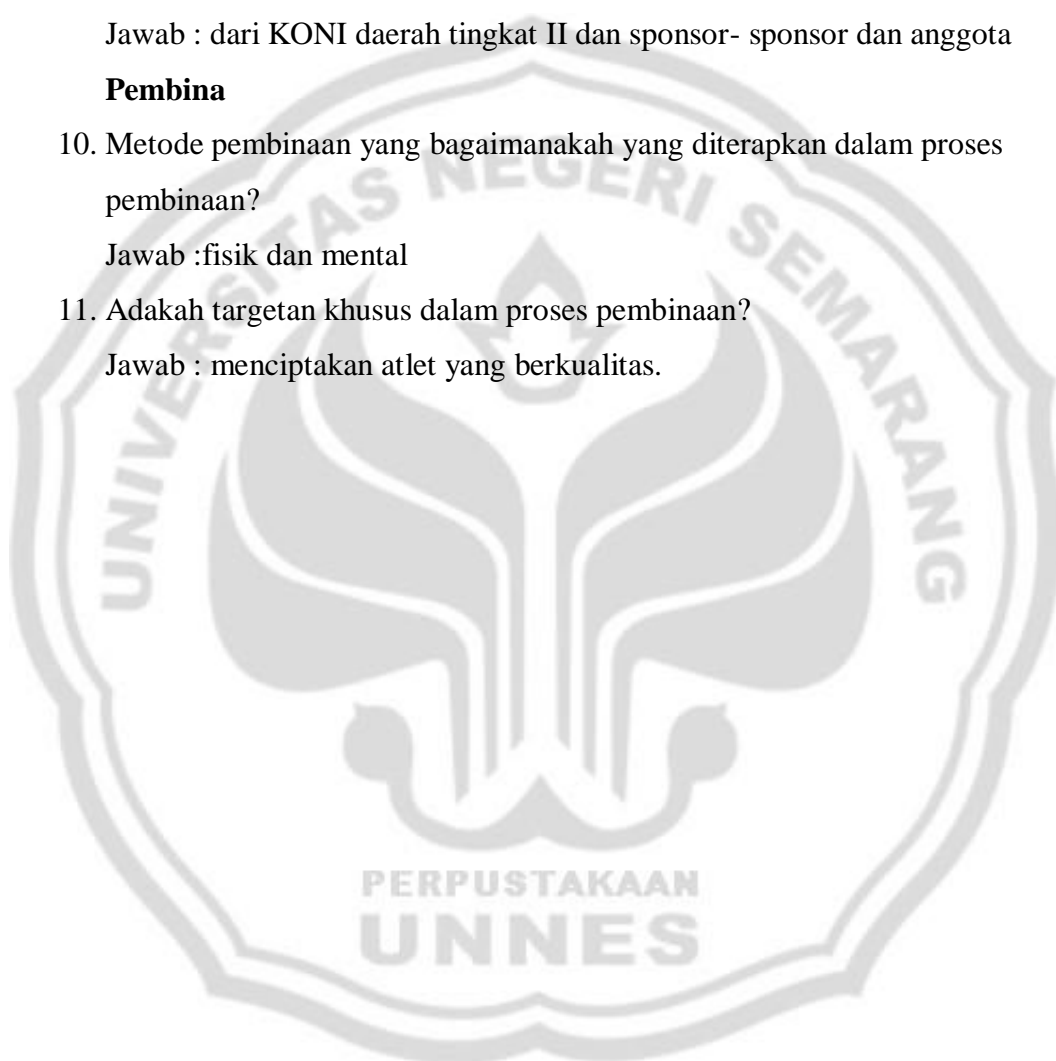 Jawab : dari KONI daerah tingkat II dan sponsor- sponsor dan anggota
Pembina
10. Metode pembinaan yang bagaimanakah yang diterapkan dalam proses
pembinaan?
Jawab :fisik dan mental
11. Adakah targetan khusus dalam proses pembinaan?
Jawab : menciptakan atlet yang berkualitas.
UNIVERSITAS NEGERI SEMARANG
PERPUSTAKAAN
UNNES